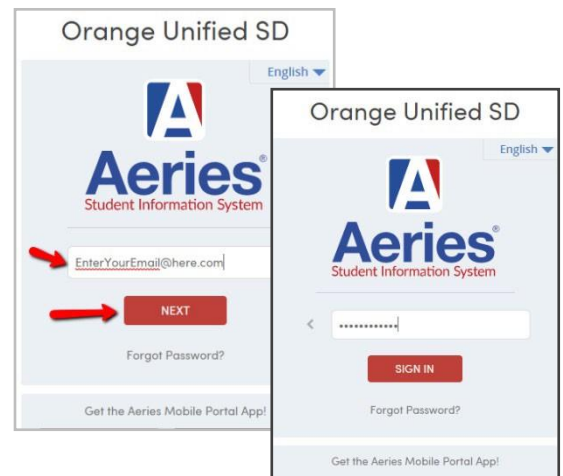 Orange Unified SD
English
Aeries®
Student Information System
EnterYourEmail@here.com
NEXT
Forgot Password?
Get the Aeries Mobile Portal App!
Orange Unified SD
English
Aeries®
Student Information System
••••••••••••
SIGN IN
Forgot Password?
Get the Aeries Mobile Portal App!